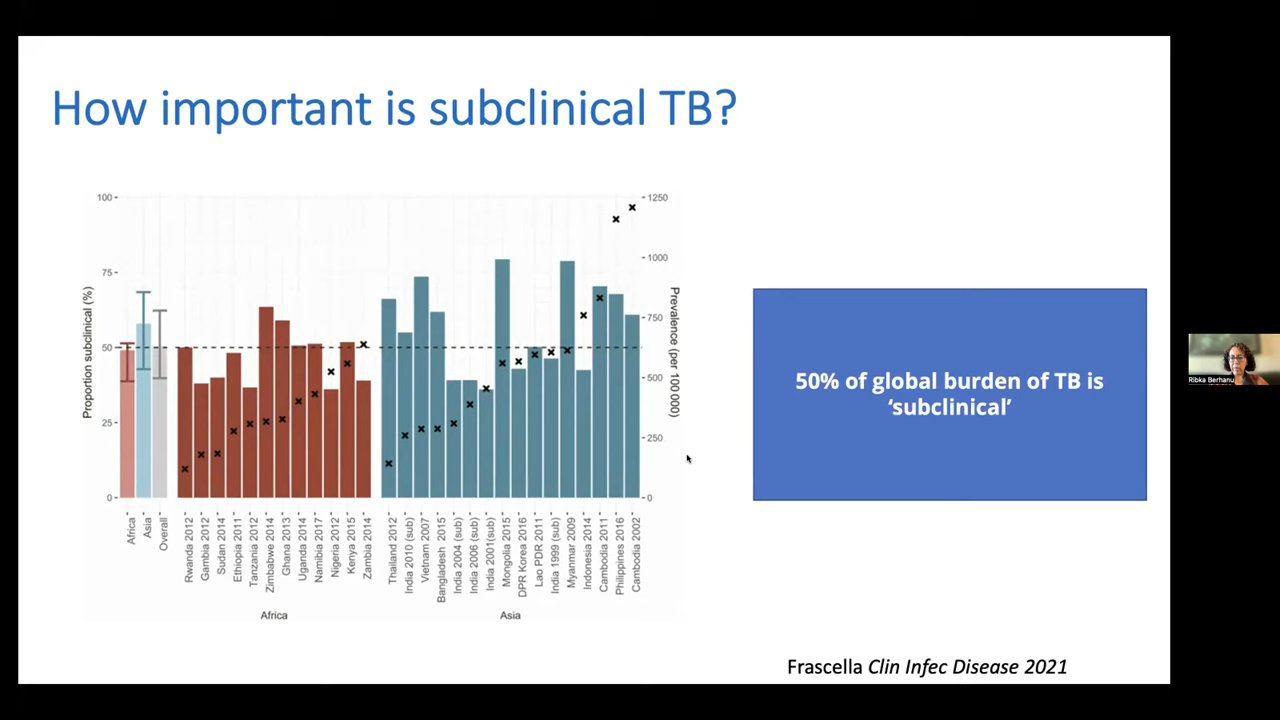 How important is subclinical TB?
100
75
50
25
0
Proportion subclinical (%)
1250
1000
750
500
250
0
Prevalence (per 100 000)
Africa
Asia
Overall
Rwanda 2012
Gambia 2012
Sudan 2014
Ethiopia 2011
Tanzania 2012
Zimbabwe 2014
Ghana 2013
Uganda 2014
Namibia 2017
Nigeria 2012
Kenya 2015
Zambia 2014
Africa
Thailand 2012
India 2010 (sub)
Vietnam 2007
Bangladesh 2015
India 2004 (sub)
India 2006 (sub)
India 2001(sub)
Mongolia 2015
DPR Korea 2016
Lao PDR 2011
India 1999 (sub)
Myanmar 2009
Indonesia 2014
Cambodia 2011
Philippines 2016
Cambodia 2002
Asia
50% of global burden of TB is
‘subclinical’
Frascella Clin Infec Disease 2021
Ribka Berhanu